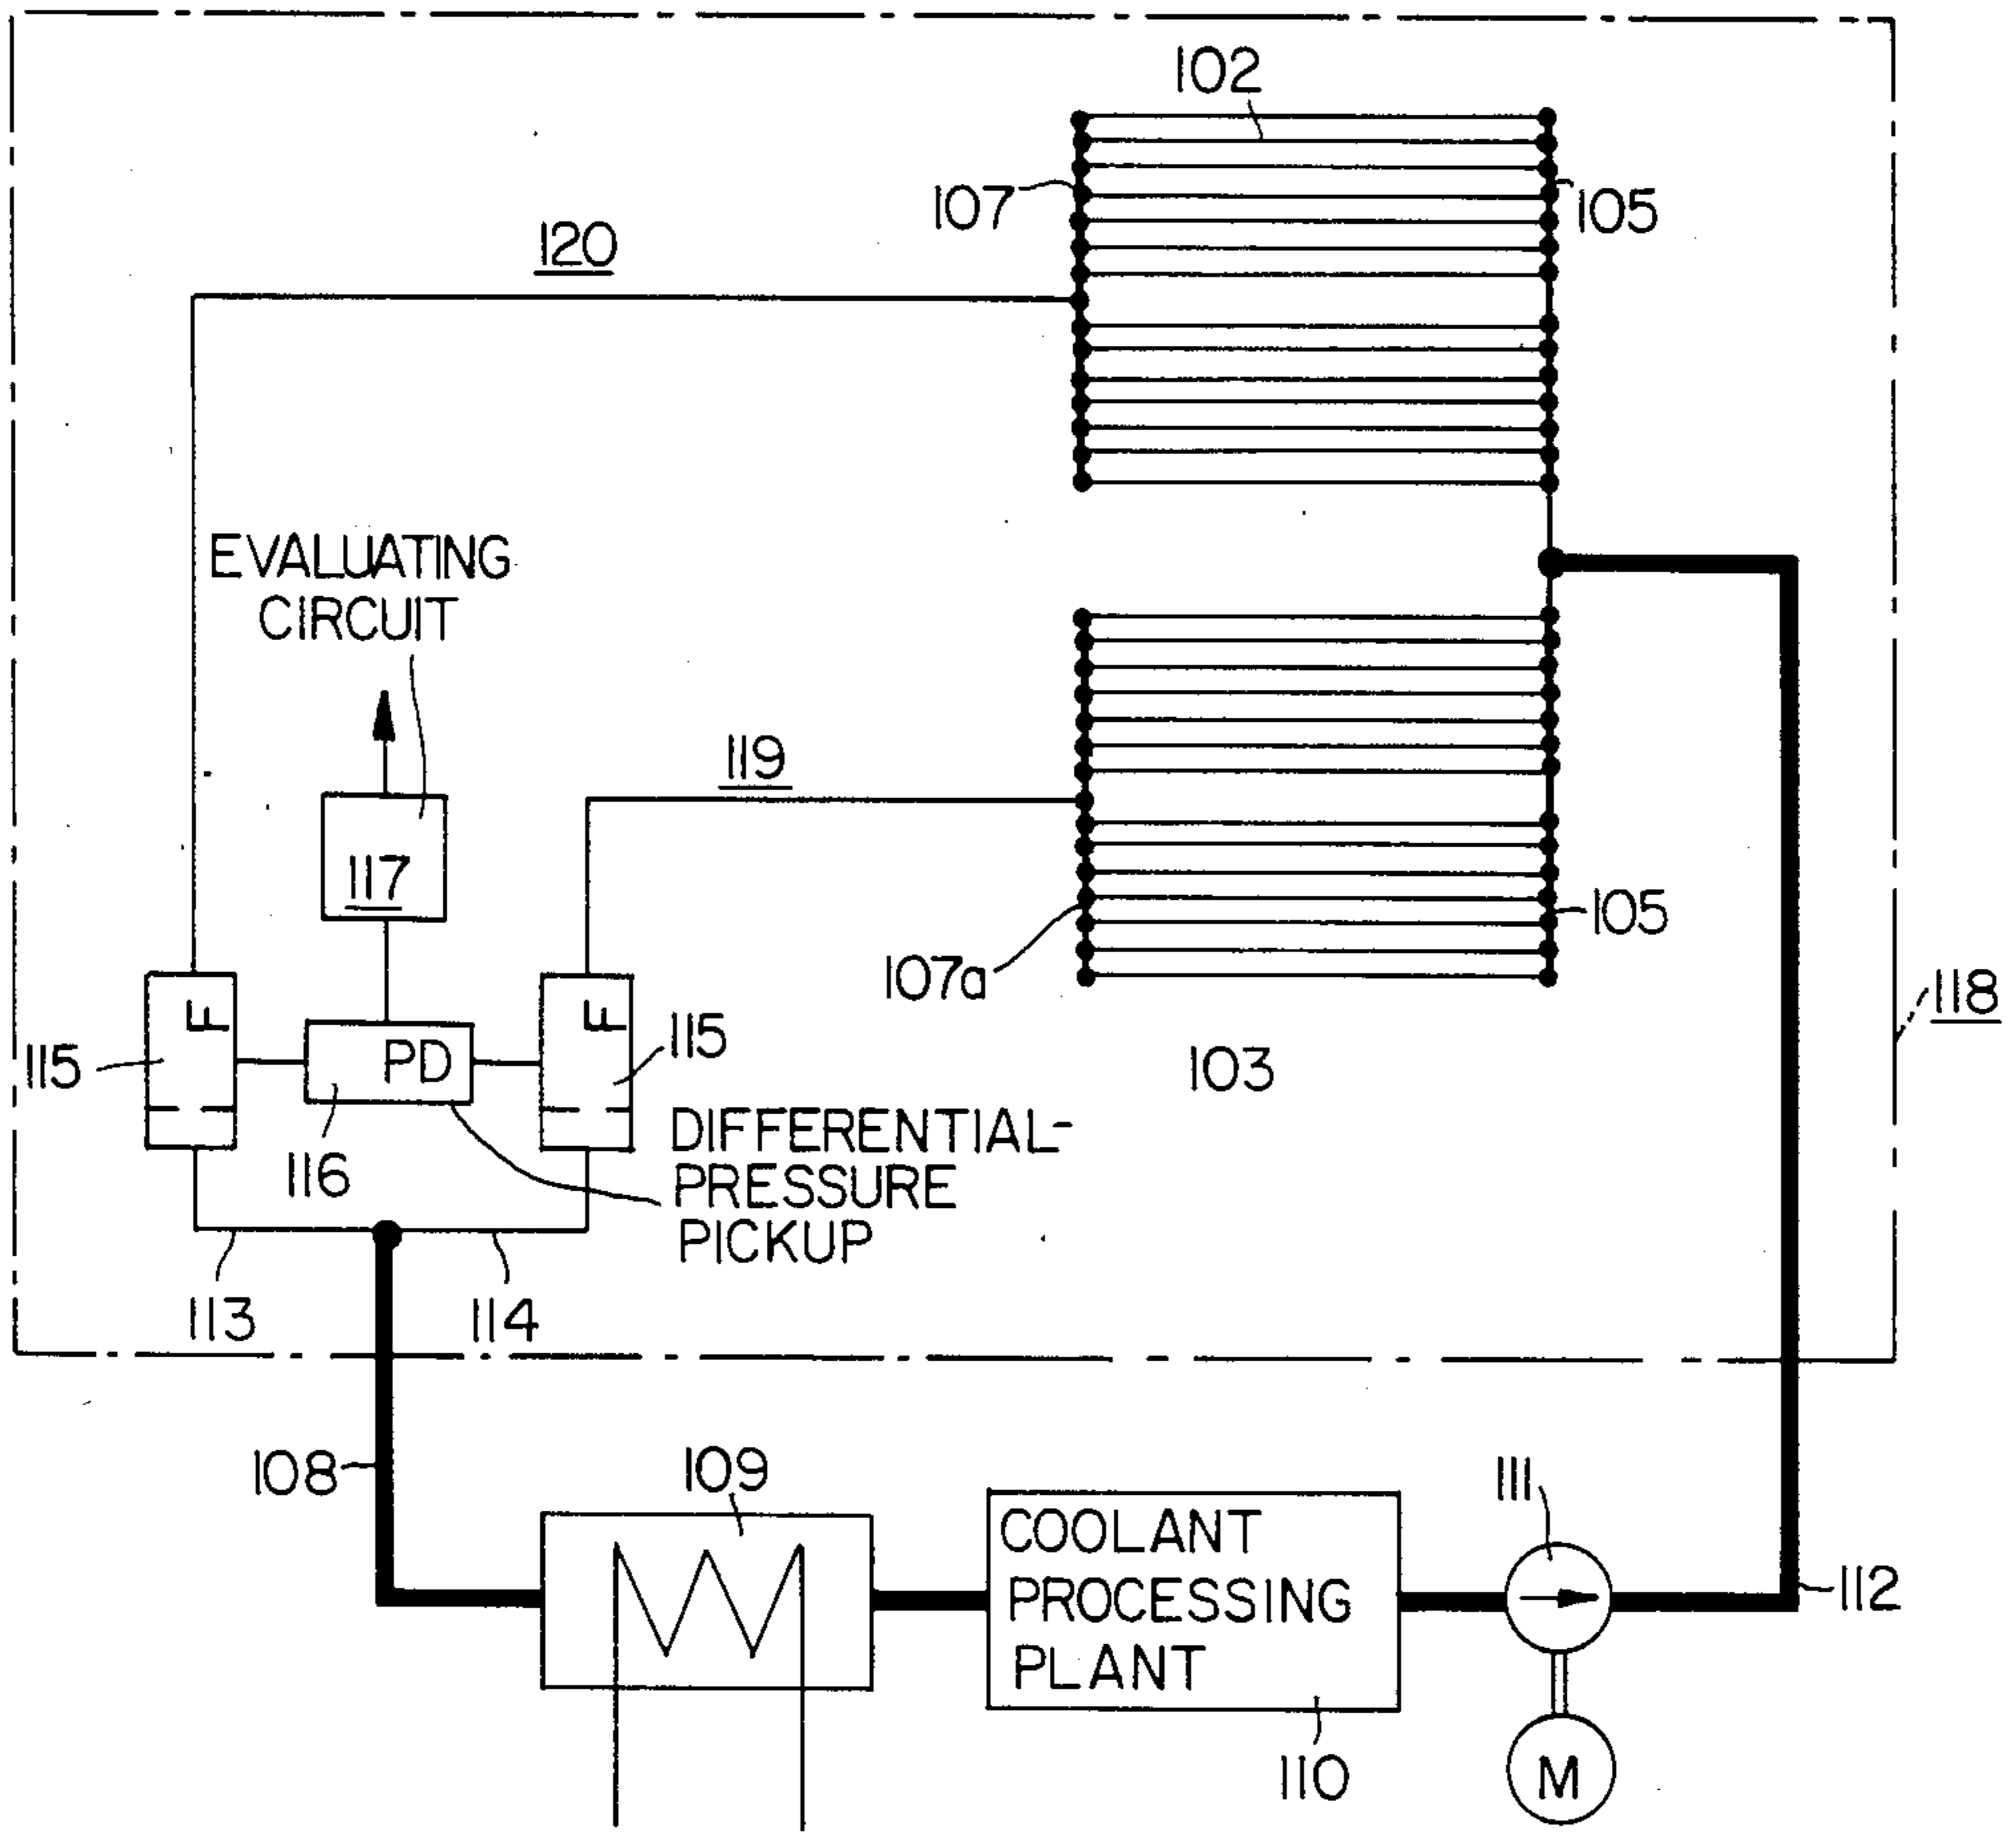 102
107
105
120
EVALUATING
CIRCUIT
119
117
105
107a
118
F
F
115
PD
115
103
116
DIFFERENTIAL-
PRESSURE
PICKUP
113
114
108
109
111
COOLANT
PROCESSING
PLANT
112
110
M